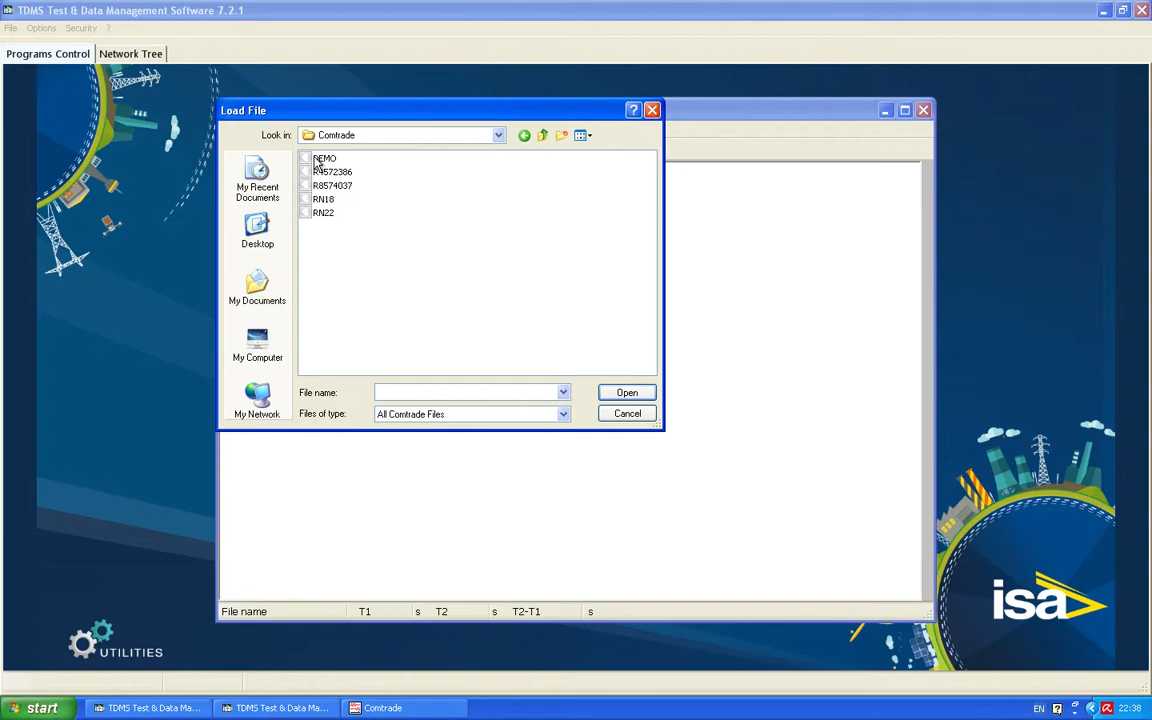 TDMS Test & Data Management Software 7.2.1
File Options Security ?
Programs Control Network Tree
Load File
Look in: Comtrade
DEMO
R4572386
R8574037
RN18
RN22
My Recent
Documents
Desktop
My Documents
My Computer
My Network
File name: Open
Files of type: All Comtrade Files Cancel
File name T1 s T2 s T2-T1 s
isa
UTILITIES
start TDMS Test & Data Ma... TDMS Test & Data Ma... Comtrade EN 22:38